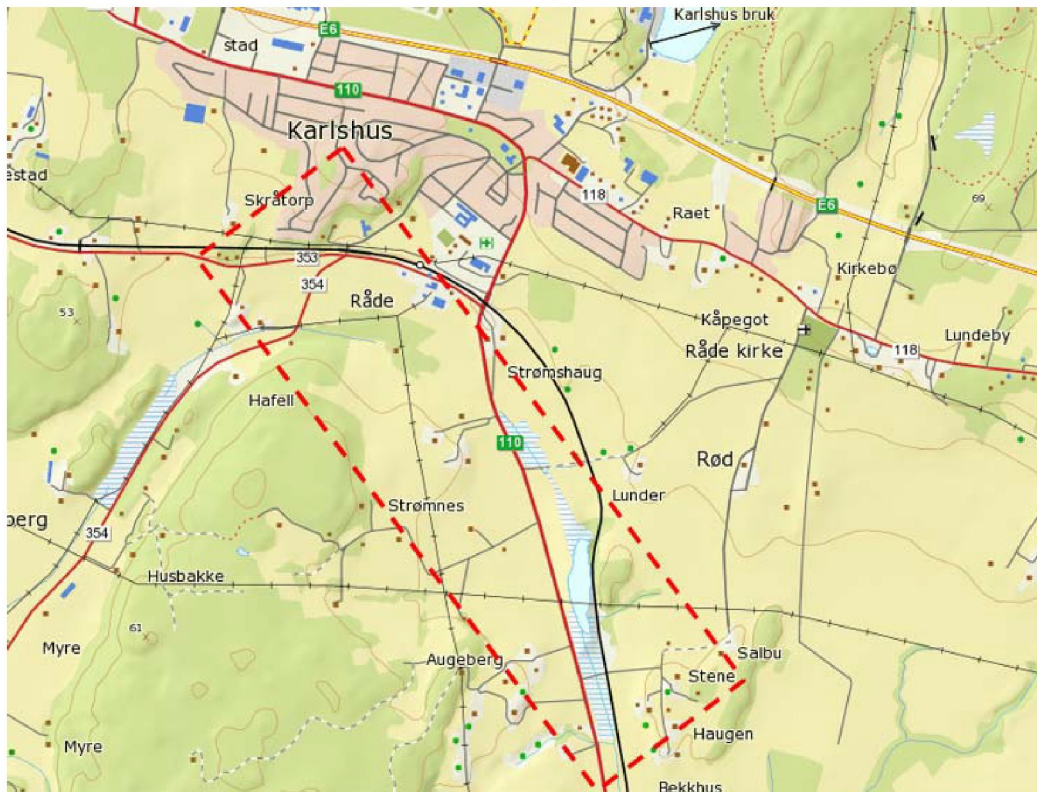 Karlshus bruk
E6
stad
110
Karlshus
estad
Skråtorp
118
Raet
E6
69
353
354
Kirkebø
Råde
53
Kåpegot
Lundeby
Råde kirke
118
Strømshaug
Hafell
110
Rød
Lunder
Strømnes
berg
354
Husbakke
61
Myre
Salbu
Augeberg
Stene
Haugen
Myre
Bekkhus